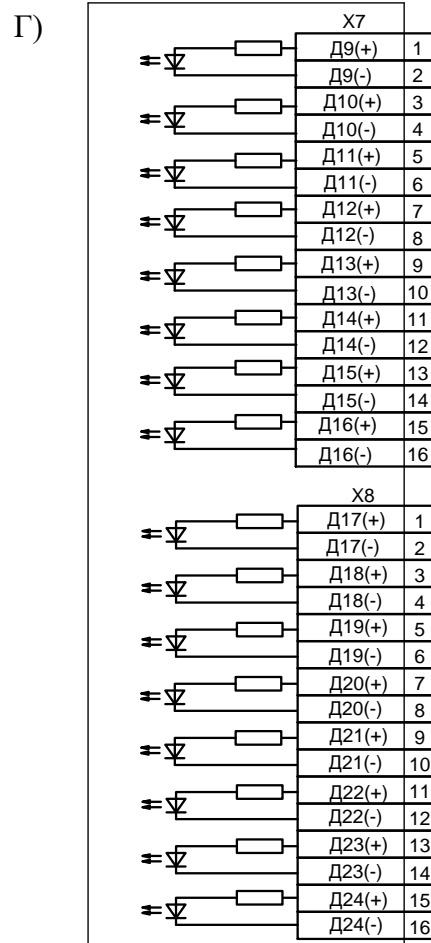 Г)
X7
Д9(+) 1
Д9(-) 2
Д10(+) 3
Д10(-) 4
Д11(+) 5
Д11(-) 6
Д12(+) 7
Д12(-) 8
Д13(+) 9
Д13(-) 10
Д14(+) 11
Д14(-) 12
Д15(+) 13
Д15(-) 14
Д16(+) 15
Д16(-) 16
X8
Д17(+) 1
Д17(-) 2
Д18(+) 3
Д18(-) 4
Д19(+) 5
Д19(-) 6
Д20(+) 7
Д20(-) 8
Д21(+) 9
Д21(-) 10
Д22(+) 11
Д22(-) 12
Д23(+) 13
Д23(-) 14
Д24(+) 15
Д24(-) 16